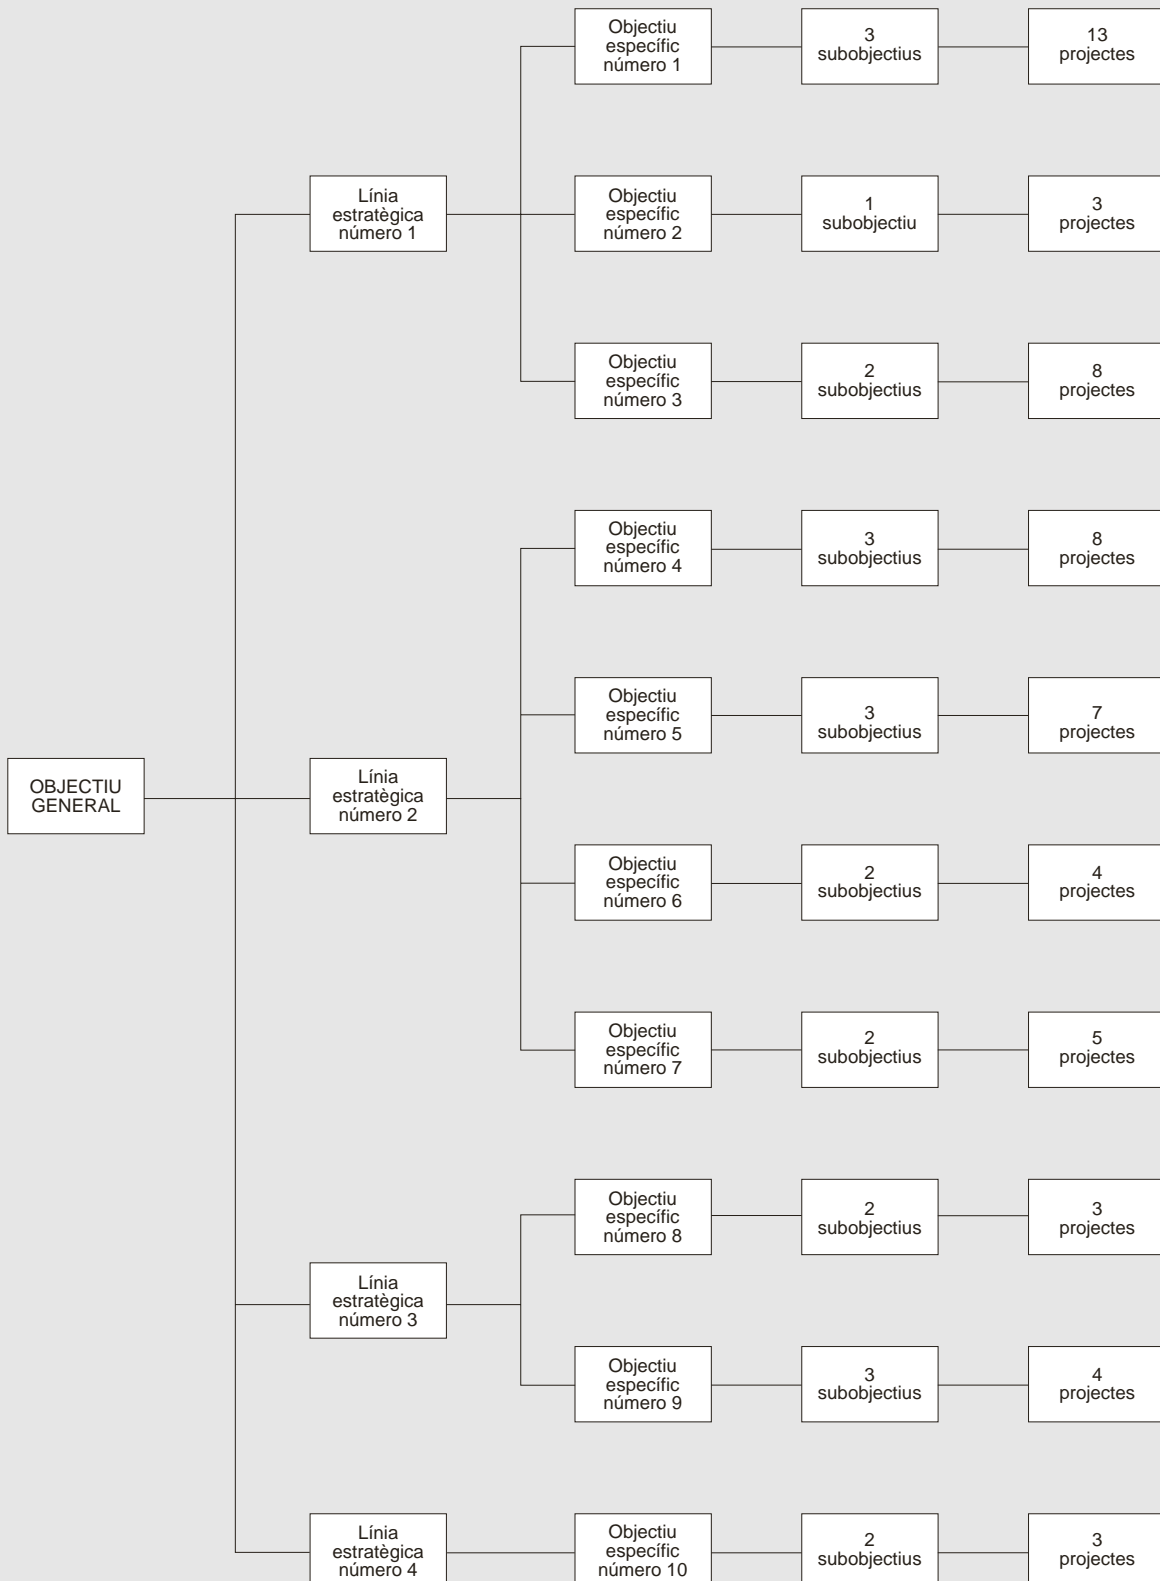 Objectiu
específic
número 1
3
subobjectius
13
projectes
Línia
estratègica
número 1
Objectiu
específic
número 2
1
subobjectiu
3
projectes
Objectiu
específic
número 3
2
subobjectius
8
projectes
Objectiu
específic
número 4
3
subobjectius
8
projectes
Objectiu
específic
número 5
3
subobjectius
7
projectes
OBJECTIU
GENERAL
Línia
estratègica
número 2
Objectiu
específic
número 6
2
subobjectius
4
projectes
Objectiu
específic
número 7
2
subobjectius
5
projectes
Objectiu
específic
número 8
2
subobjectius
3
projectes
Línia
estratègica
número 3
Objectiu
específic
número 9
3
subobjectius
4
projectes
Línia
estratègica
número 4
Objectiu
específic
número 10
2
subobjectius
3
projectes